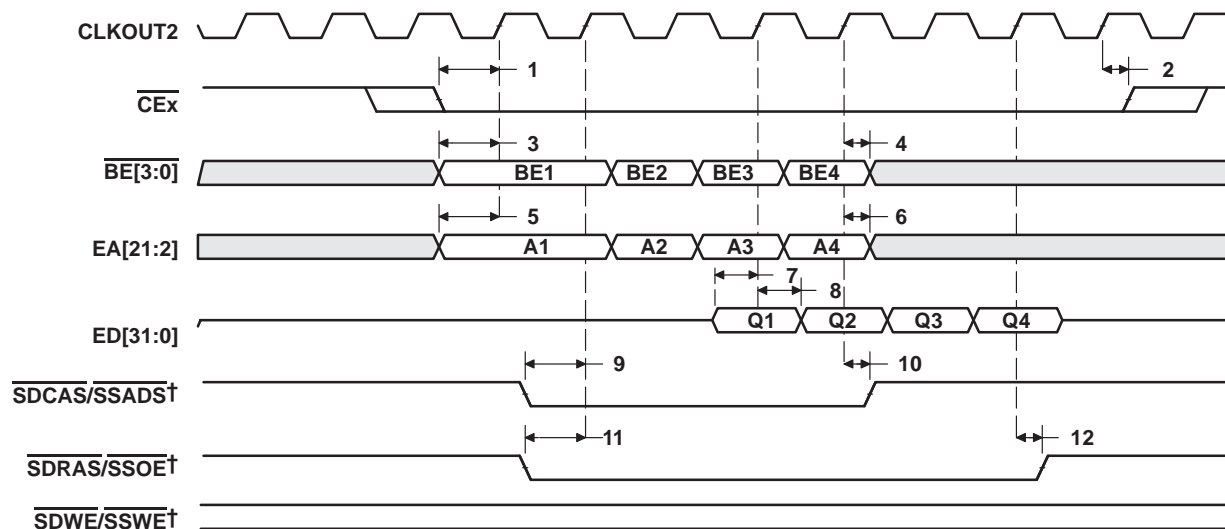 CLKOUT2
1 2
CEx
3 4
BE[3:0]
BE1 BE2 BE3 BE4
5 6
EA[21:2]
A1 A2 A3 A4
7
8
ED[31:0]
Q1 Q2 Q3 Q4
9 10
SDCAS/SSADS†
11 12
SDRAS/SSOE†
SDWE/SSWE†